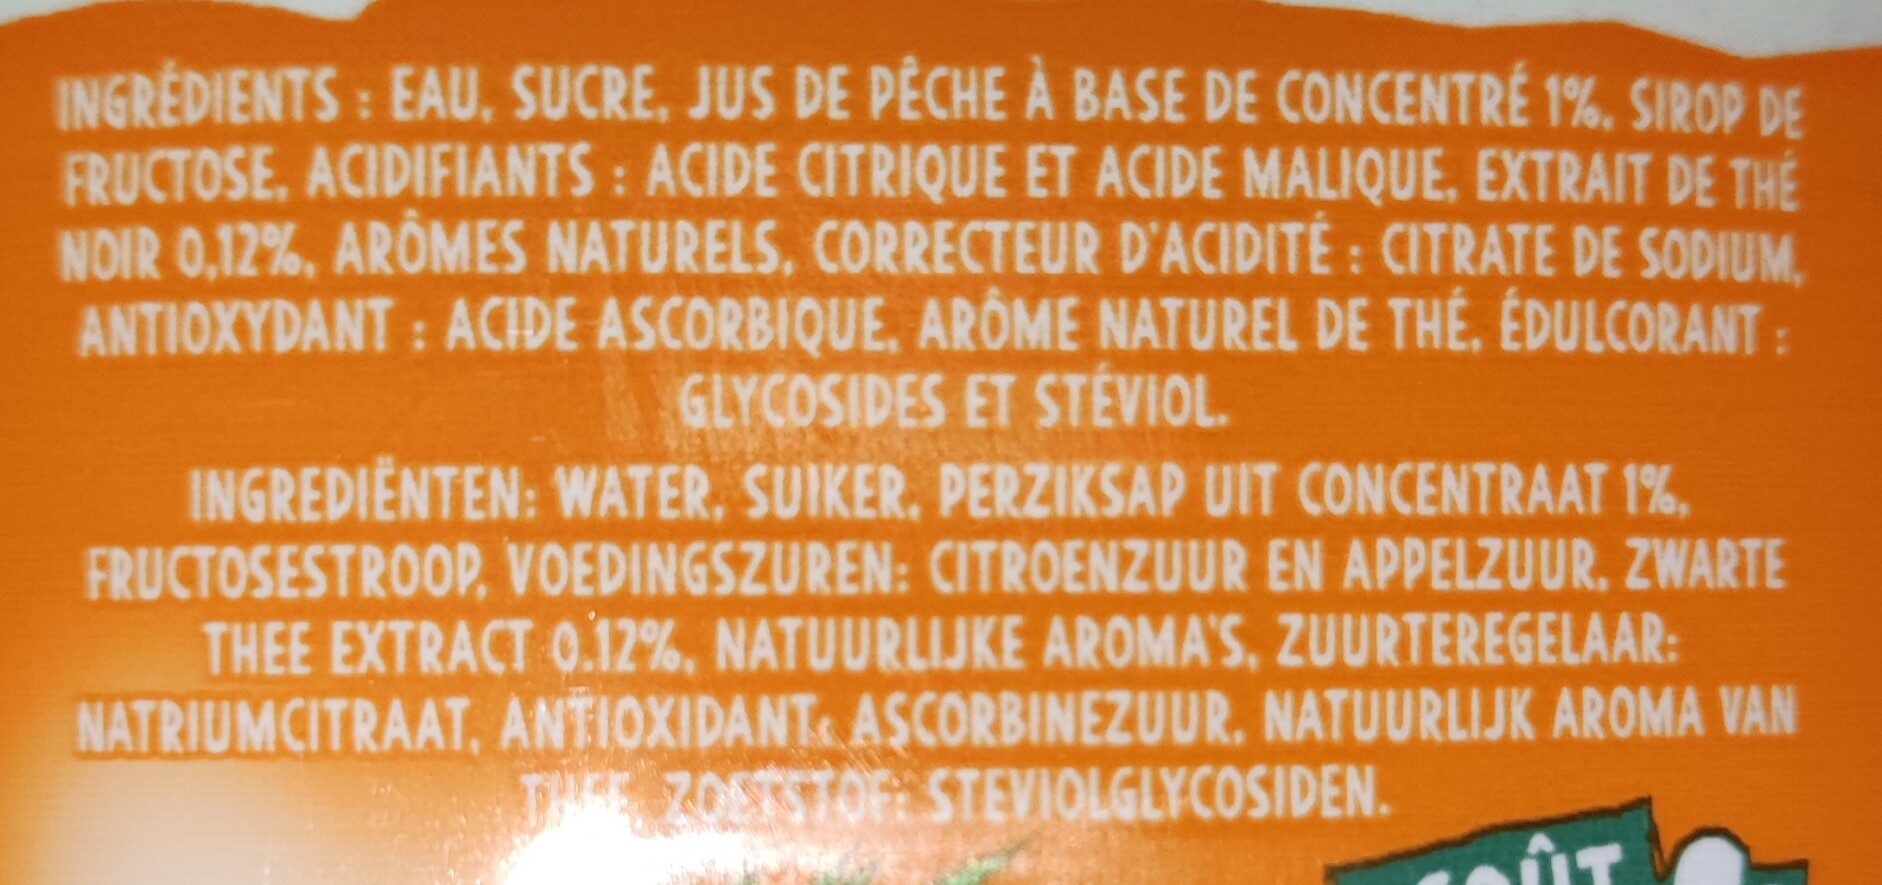 INGRÉDIENTS : EAU, SUCRE, JUS DE PÊCHE À BASE DE CONCENTRÉ 1%, SIROP DE
FRUCTOSE, ACIDIFIANTS : ACIDE CITRIQUE ET ACIDE MALIQUE, EXTRAIT DE THÉ
NOIR 0,12%, ARÔMES NATURELS, CORRECTEUR D'ACIDITÉ : CITRATE DE SODIUM,
ANTIOXYDANT : ACIDE ASCORBIQUE, ARÔME NATUREL DE THÉ, ÉDULCORANT :
GLYCOSIDES ET STÉVIOL.
INGREDIËNTEN: WATER, SUIKER, PERZIKSAP UIT CONCENTRAAT 1%,
FRUCTOSESTROOP, VOEDINGSZUREN: CITROENZUUR EN APPELZUUR, ZWARTE
THEE EXTRACT 0.12%, NATUURLIJKE AROMA'S, ZUURTEREGELAAR:
NATRIUMCITRAAT, ANTIOXIDANT: ASCORBINEZUUR, NATUURLIJK AROMA VAN
ZOETSTOF: STEVIOLGLYCOSIDEN.
GOÛT